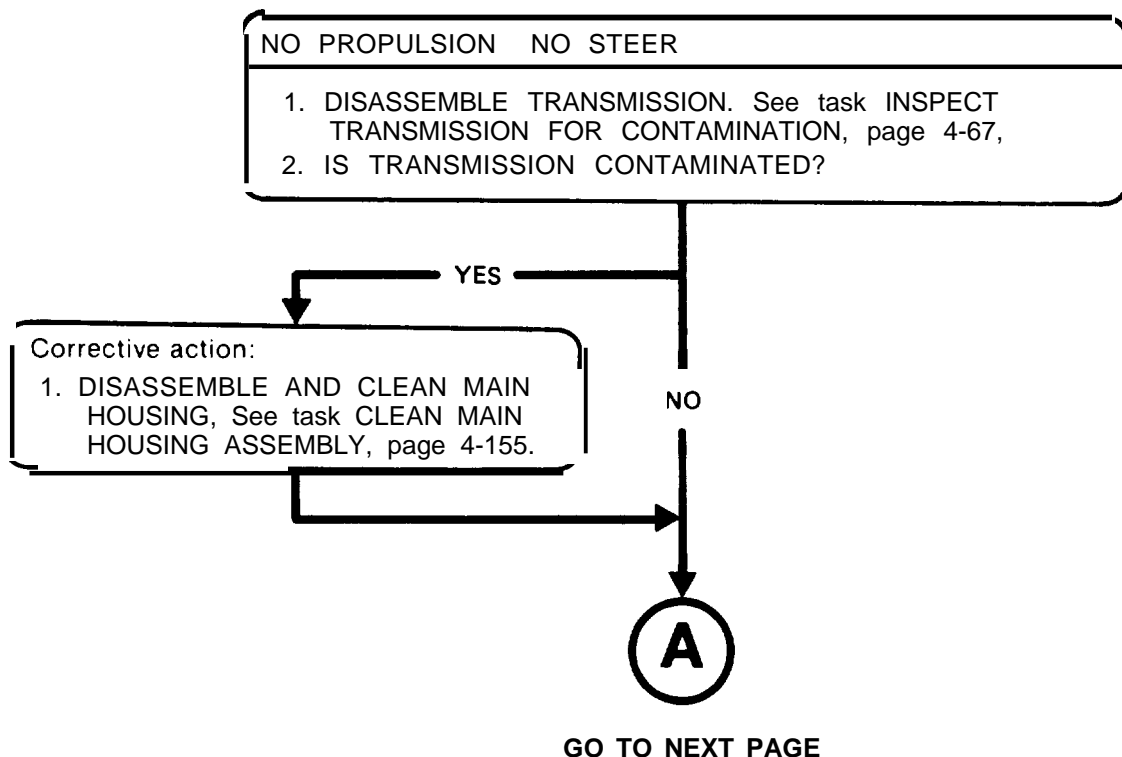 NO PROPULSION NO STEER
1. DISASSEMBLE TRANSMISSION. See task INSPECT
TRANSMISSION FOR CONTAMINATION, page 4-67,
2. IS TRANSMISSION CONTAMINATED?
YES
Corrective action:
1. DISASSEMBLE AND CLEAN MAIN
HOUSING, See task CLEAN MAIN
HOUSING ASSEMBLY, page 4-155.
NO
A
GO TO NEXT PAGE